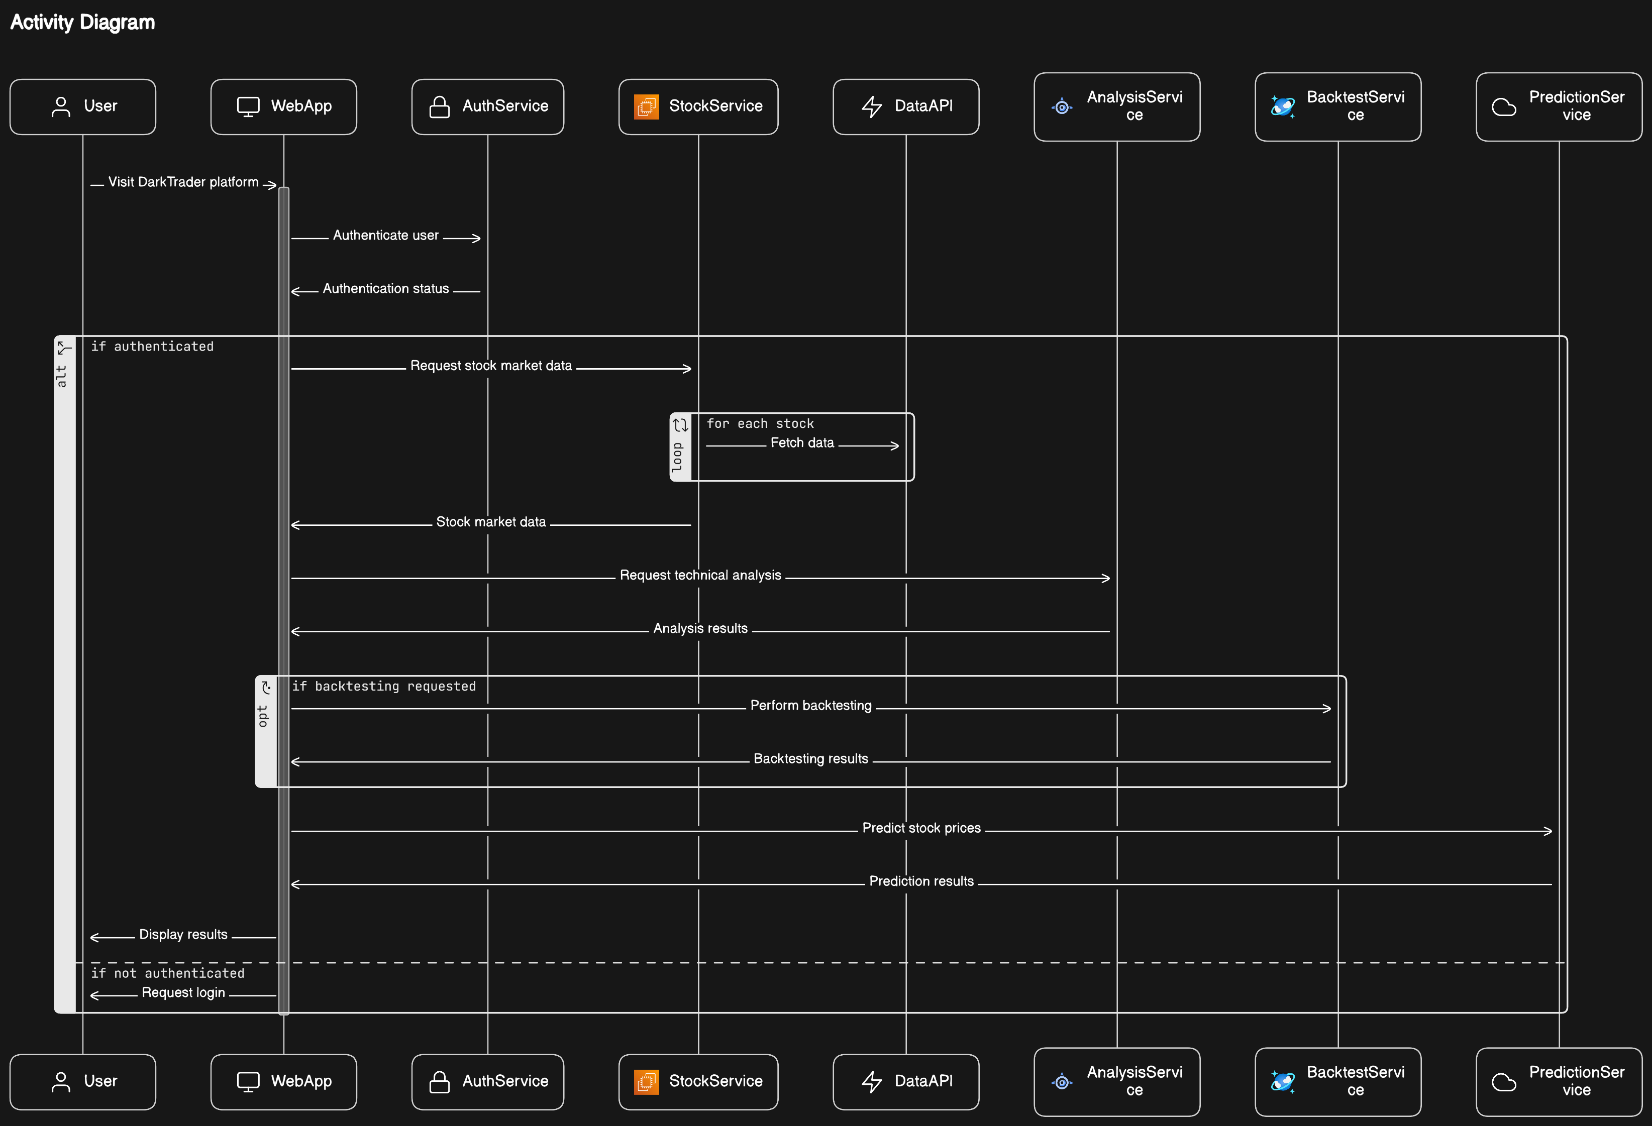 Activity Diagram
User
WebApp
AuthService
StockService
DataAPI
AnalysisServi
ce
BacktestServi
ce
PredictionSer
vice
Visit DarkTrader platform
Authenticate user
Authentication status
alt
if authenticated
Request stock market data
loop
for each stock
Fetch data
Stock market data
Request technical analysis
Analysis results
opt
if backtesting requested
Perform backtesting
Backtesting results
Predict stock prices
Prediction results
Display results
if not authenticated
Request login
User
WebApp
AuthService
StockService
DataAPI
AnalysisServi
ce
BacktestServi
ce
PredictionSer
vice